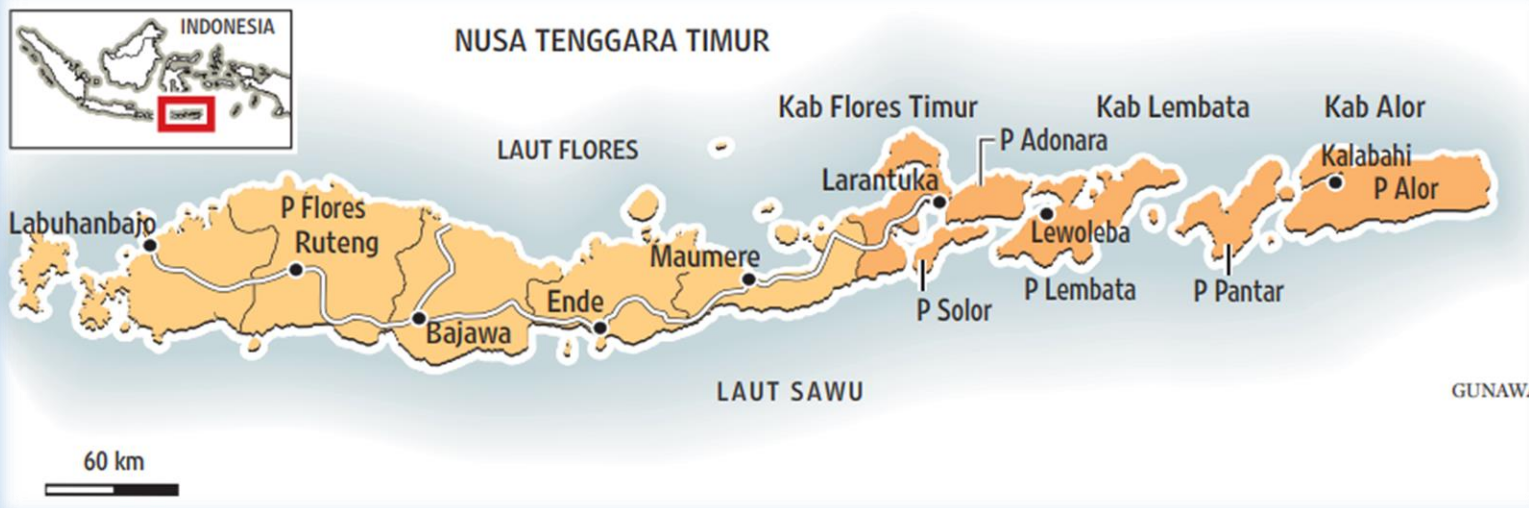 INDONESIA
NUSA TENGGARA TIMUR
Kab Flores Timur
Kab Lembata
Kab Alor
LAUT FLORES
P Adonara
Kalabahi
Larantuka
P Alor
P Flores
Labuhanbajo
Ruteng
Lewoleba
Maumere
P Lembata
P Pantar
Ende
P Solor
Bajawa
LAUT SAWU
GUNAWA
60 km